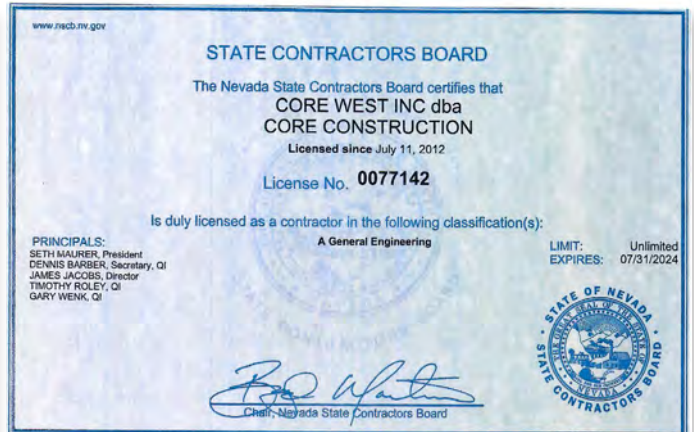 www.nscb.nv.gov
STATE CONTRACTORS BOARD
The Nevada State Contractors Board certifies that
CORE WEST INC dba
CORE CONSTRUCTION
Licensed since July 11, 2012
License No. 0077142
Is duly licensed as a contractor in the following classification(s):
PRINCIPALS:
SETH MAURER, President
DENNIS BARBER, Secretary, QI
JAMES JACOBS, Director
TIMOTHY ROLEY, QI
GARY WENK, QI
A General Engineering
LIMIT: Unlimited
EXPIRES: 07/31/2024
Chair, Nevada State Contractors Board
STATE OF NEVADA
STATE CONTRACTORS BOARD